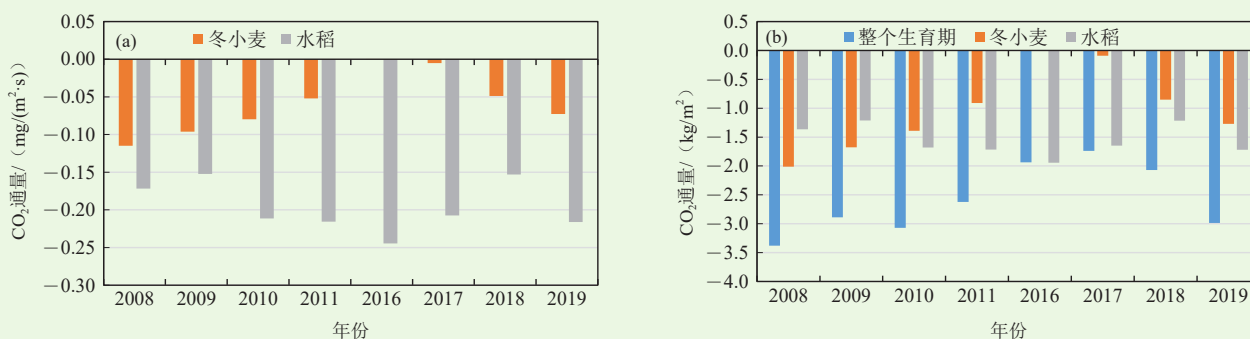 (a)
冬小麦
水稻
0.05
0.00
－0.05
－0.10
－0.15
－0.20
－0.25
－0.30
CO₂通量/（mg/(m²·s)）
2008 2009 2010 2011 2016 2017 2018 2019
年份
(b)
整个生育期
冬小麦
水稻
0.5
0.0
－0.5
－1.0
－1.5
－2.0
－2.5
－3.0
－3.5
－4.0
CO₂通量/（kg/m²）
2008 2009 2010 2011 2016 2017 2018 2019
年份